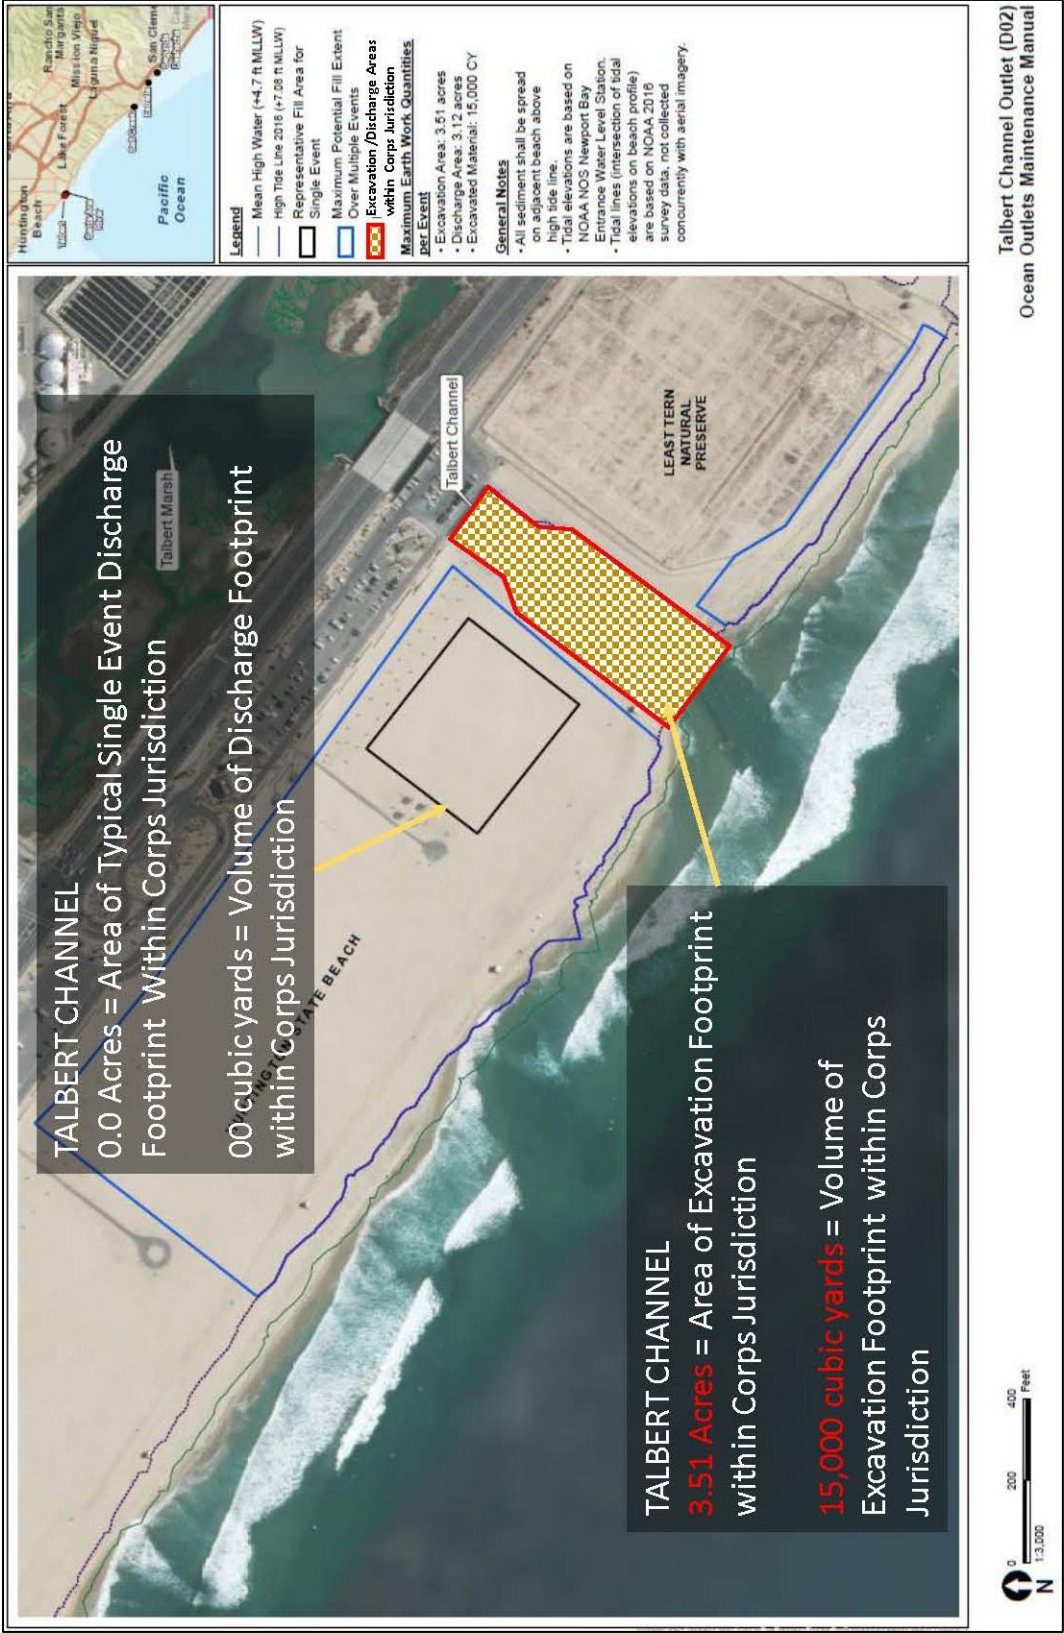 TALBERT CHANNEL
0.0 Acres = Area of Typical Single Event Discharge
Footprint Within Corps Jurisdiction
00 cubic yards = Volume of Discharge Footprint
within Corps Jurisdiction
Talbert Marsh
Talbert Channel
LEAST TERN
NATURAL
PRESERVE
STATE BEACH
TALBERT CHANNEL
3.51 Acres = Area of Excavation Footprint
within Corps Jurisdiction
15,000 cubic yards = Volume of
Excavation Footprint within Corps
Jurisdiction
Huntington
Beach
Lake Forest
Rancho San
Margarita
Mission Viejo
Laguna Niguel
San Cleme
Pacific
Ocean
Legend
Mean High Water (+4.7 ft MLLW)
High Tide Line 2016 (+7.08 ft MLLW)
Representative Fill Area for
Single Event
Maximum Potential Fill Extent
Over Multiple Events
Excavation /Discharge Areas
within Corps Jurisdiction
Maximum Earth Work Quantities
per Event
• Excavation Area: 3.51 acres
• Discharge Area: 3.12 acres
• Excavated Material: 15,000 CY
General Notes
• All sediment shall be spread
on adjacent beach above
high tide line.
• Tidal elevations are based on
NOAA NOS Newport Bay
Entrance Water Level Station.
• Tidal lines (intersection of tidal
elevations on beach profile)
are based on NOAA 2016
survey data, not collected
concurrently with aerial imagery.
N
0 200 400
Feet
1:3,000
Talbert Channel Outlet (D02)
Ocean Outlets Maintenance Manual